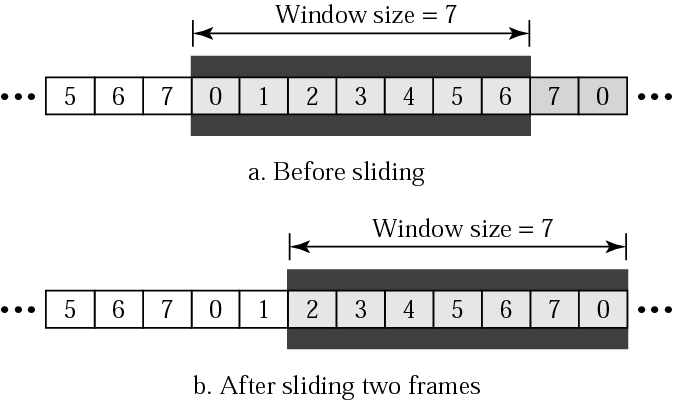 Window size = 7
••• 5 6 7 0 1 2 3 4 5 6 7 0 •••
a. Before sliding
Window size = 7
••• 5 6 7 0 1 2 3 4 5 6 7 0 •••
b. After sliding two frames